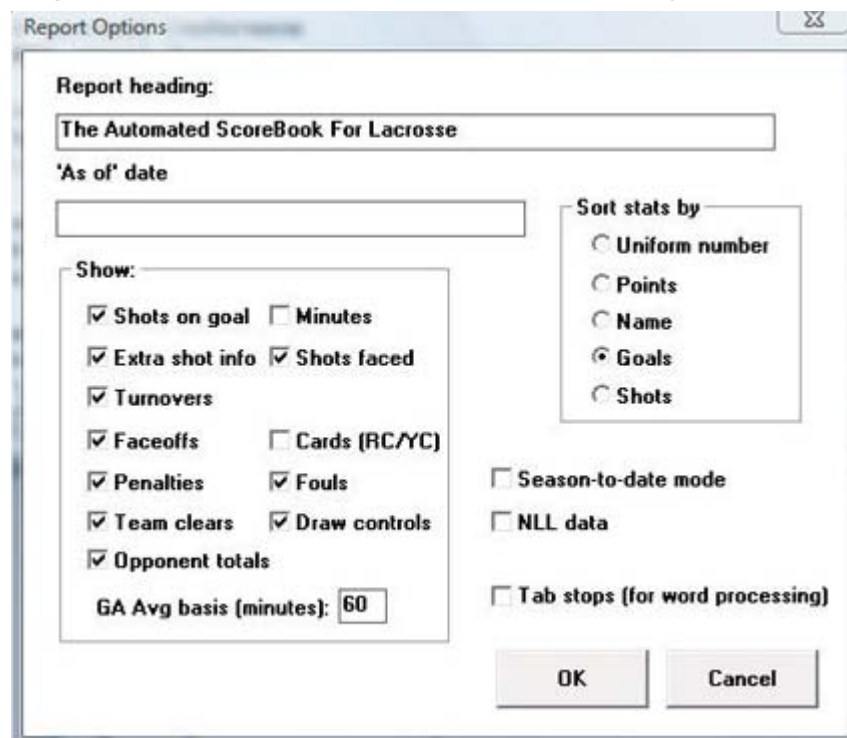 Report Options
Report heading:
The Automated ScoreBook For Lacrosse
'As of' date
Sort stats by
Uniform number
Points
Name
Goals
Shots
Show:
Shots on goal Minutes
Extra shot info Shots faced
Turnovers
Faceoffs Cards (RC/YC)
Penalties Fouls
Team clears Draw controls
Opponent totals
GA Avg basis (minutes): 60
Season-to-date mode
NLL data
Tab stops (for word processing)
OK Cancel